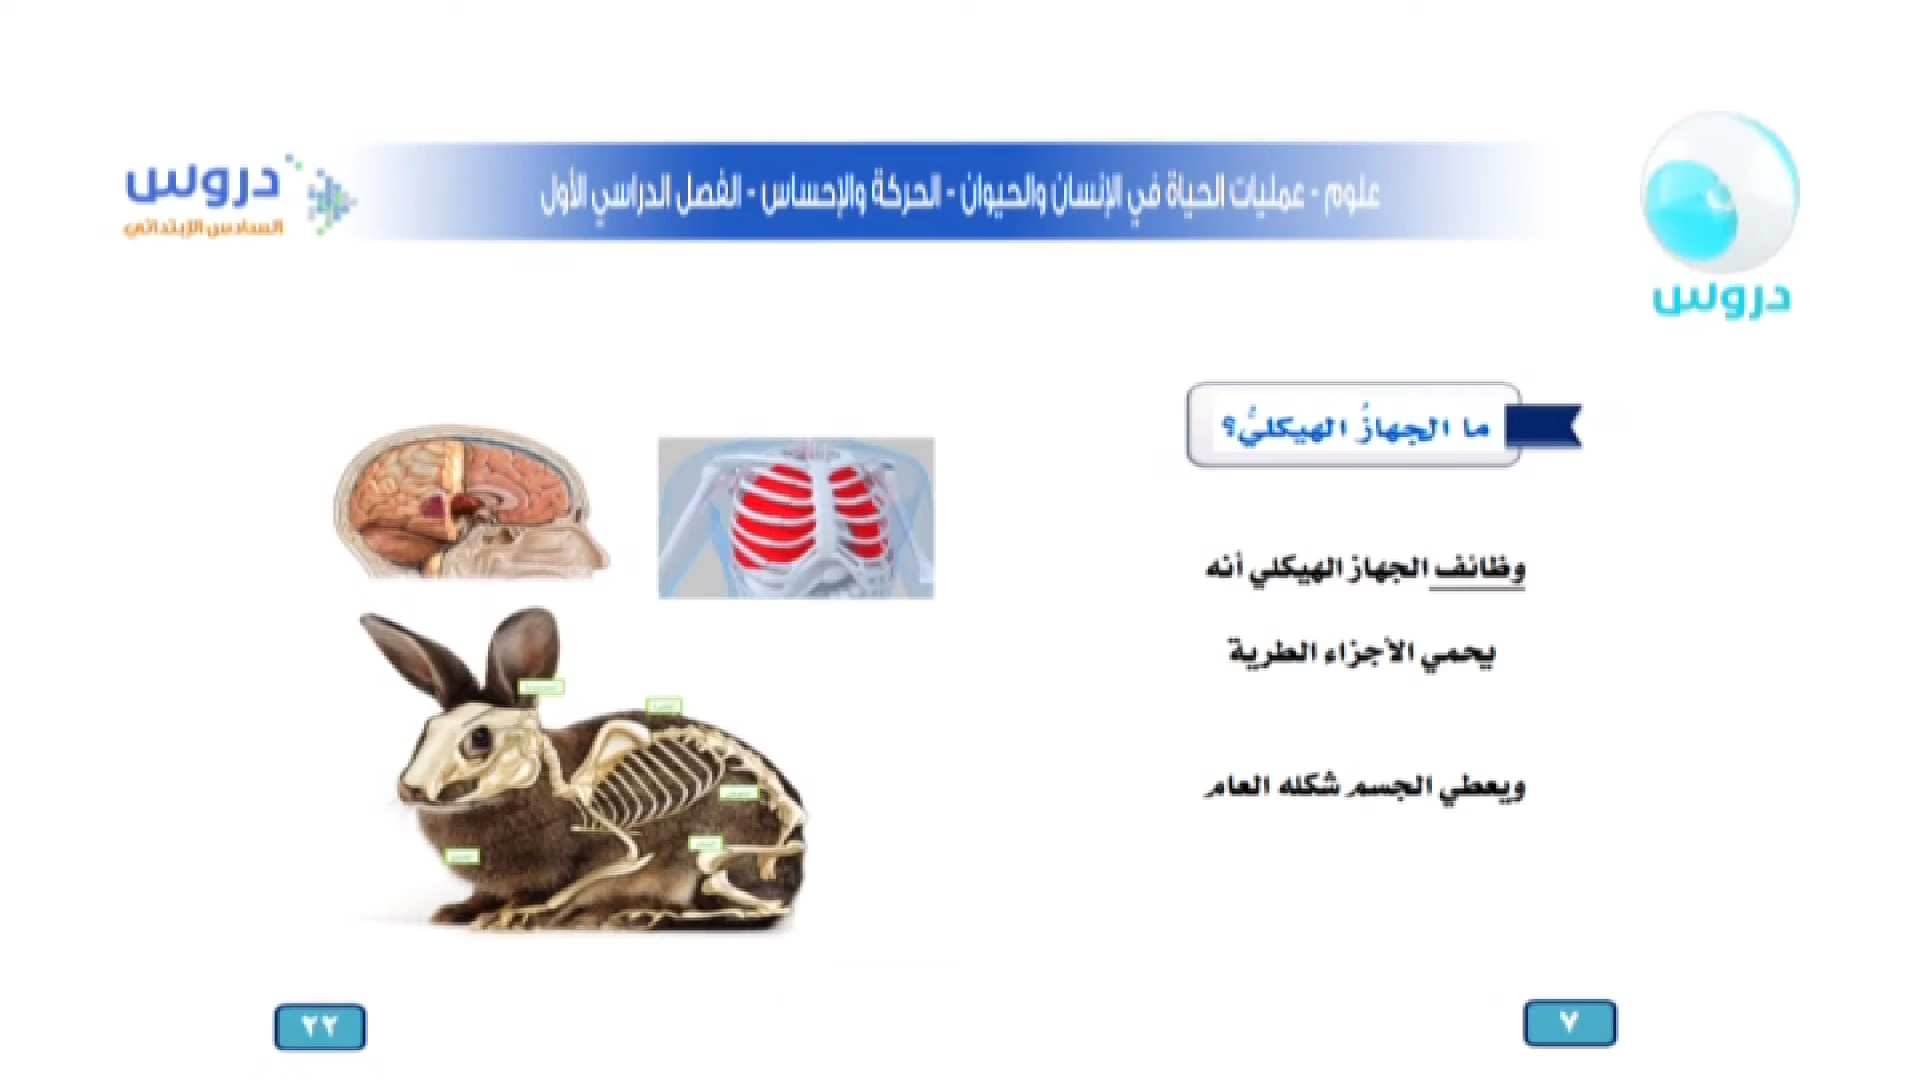 علوم - عمليات الحياة في الإنسان والحيوان - الحركة والإحساس - الفصل الدراسي الأول
دروس
دروس
السادس الإبتدائي
ما الجهازُ الهيكليُّ؟
وظائف الجهاز الهيكلي أنه
يحمي الأجزاء الطرية
ويعطي الجسم شكله العام
٧
٢٢